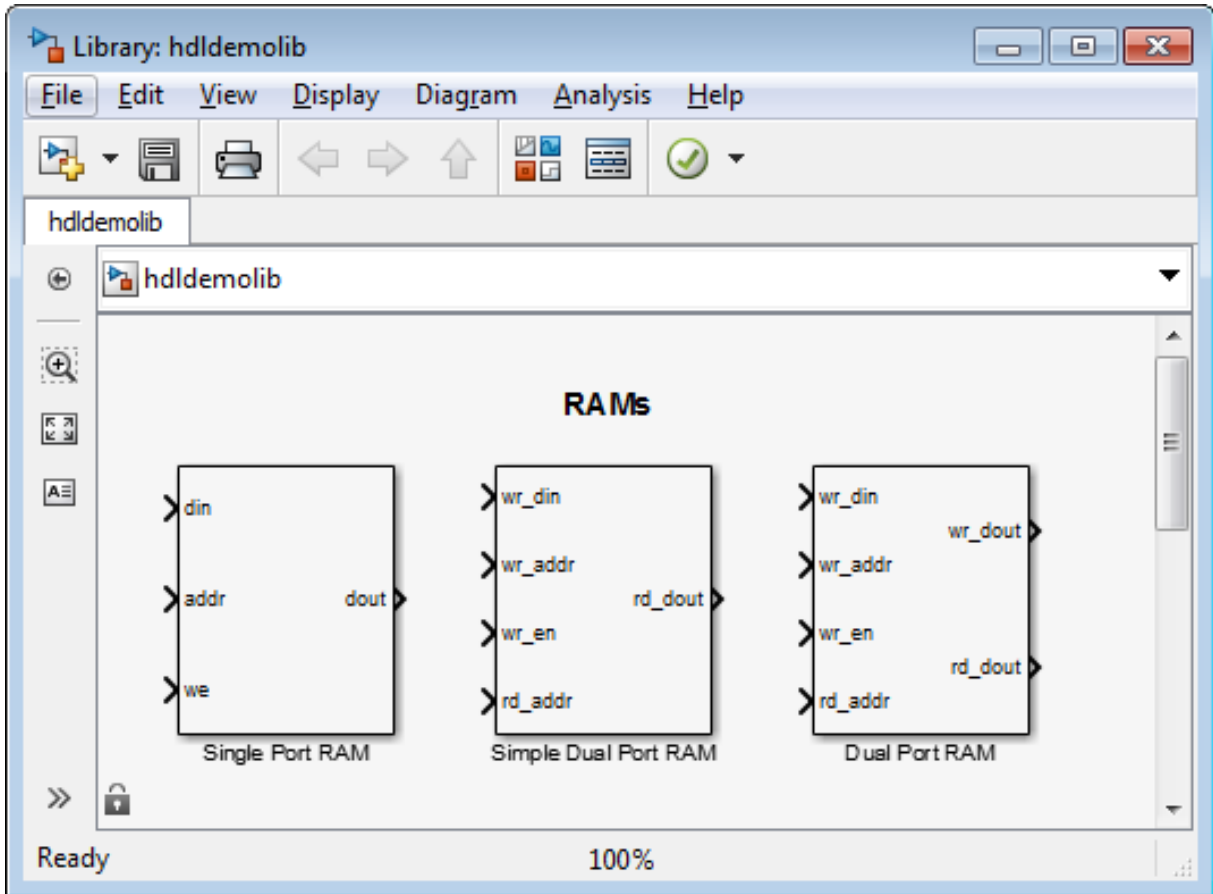 Library: hdldemolib
File Edit View Display Diagram Analysis Help
hdldemolib
hdldemolib
RAMs
din
addr
we
dout
Single Port RAM
wr_din
wr_addr
wr_en
rd_addr
rd_dout
Simple Dual Port RAM
wr_din
wr_addr
wr_en
rd_addr
wr_dout
rd_dout
Dual Port RAM
Ready 100%